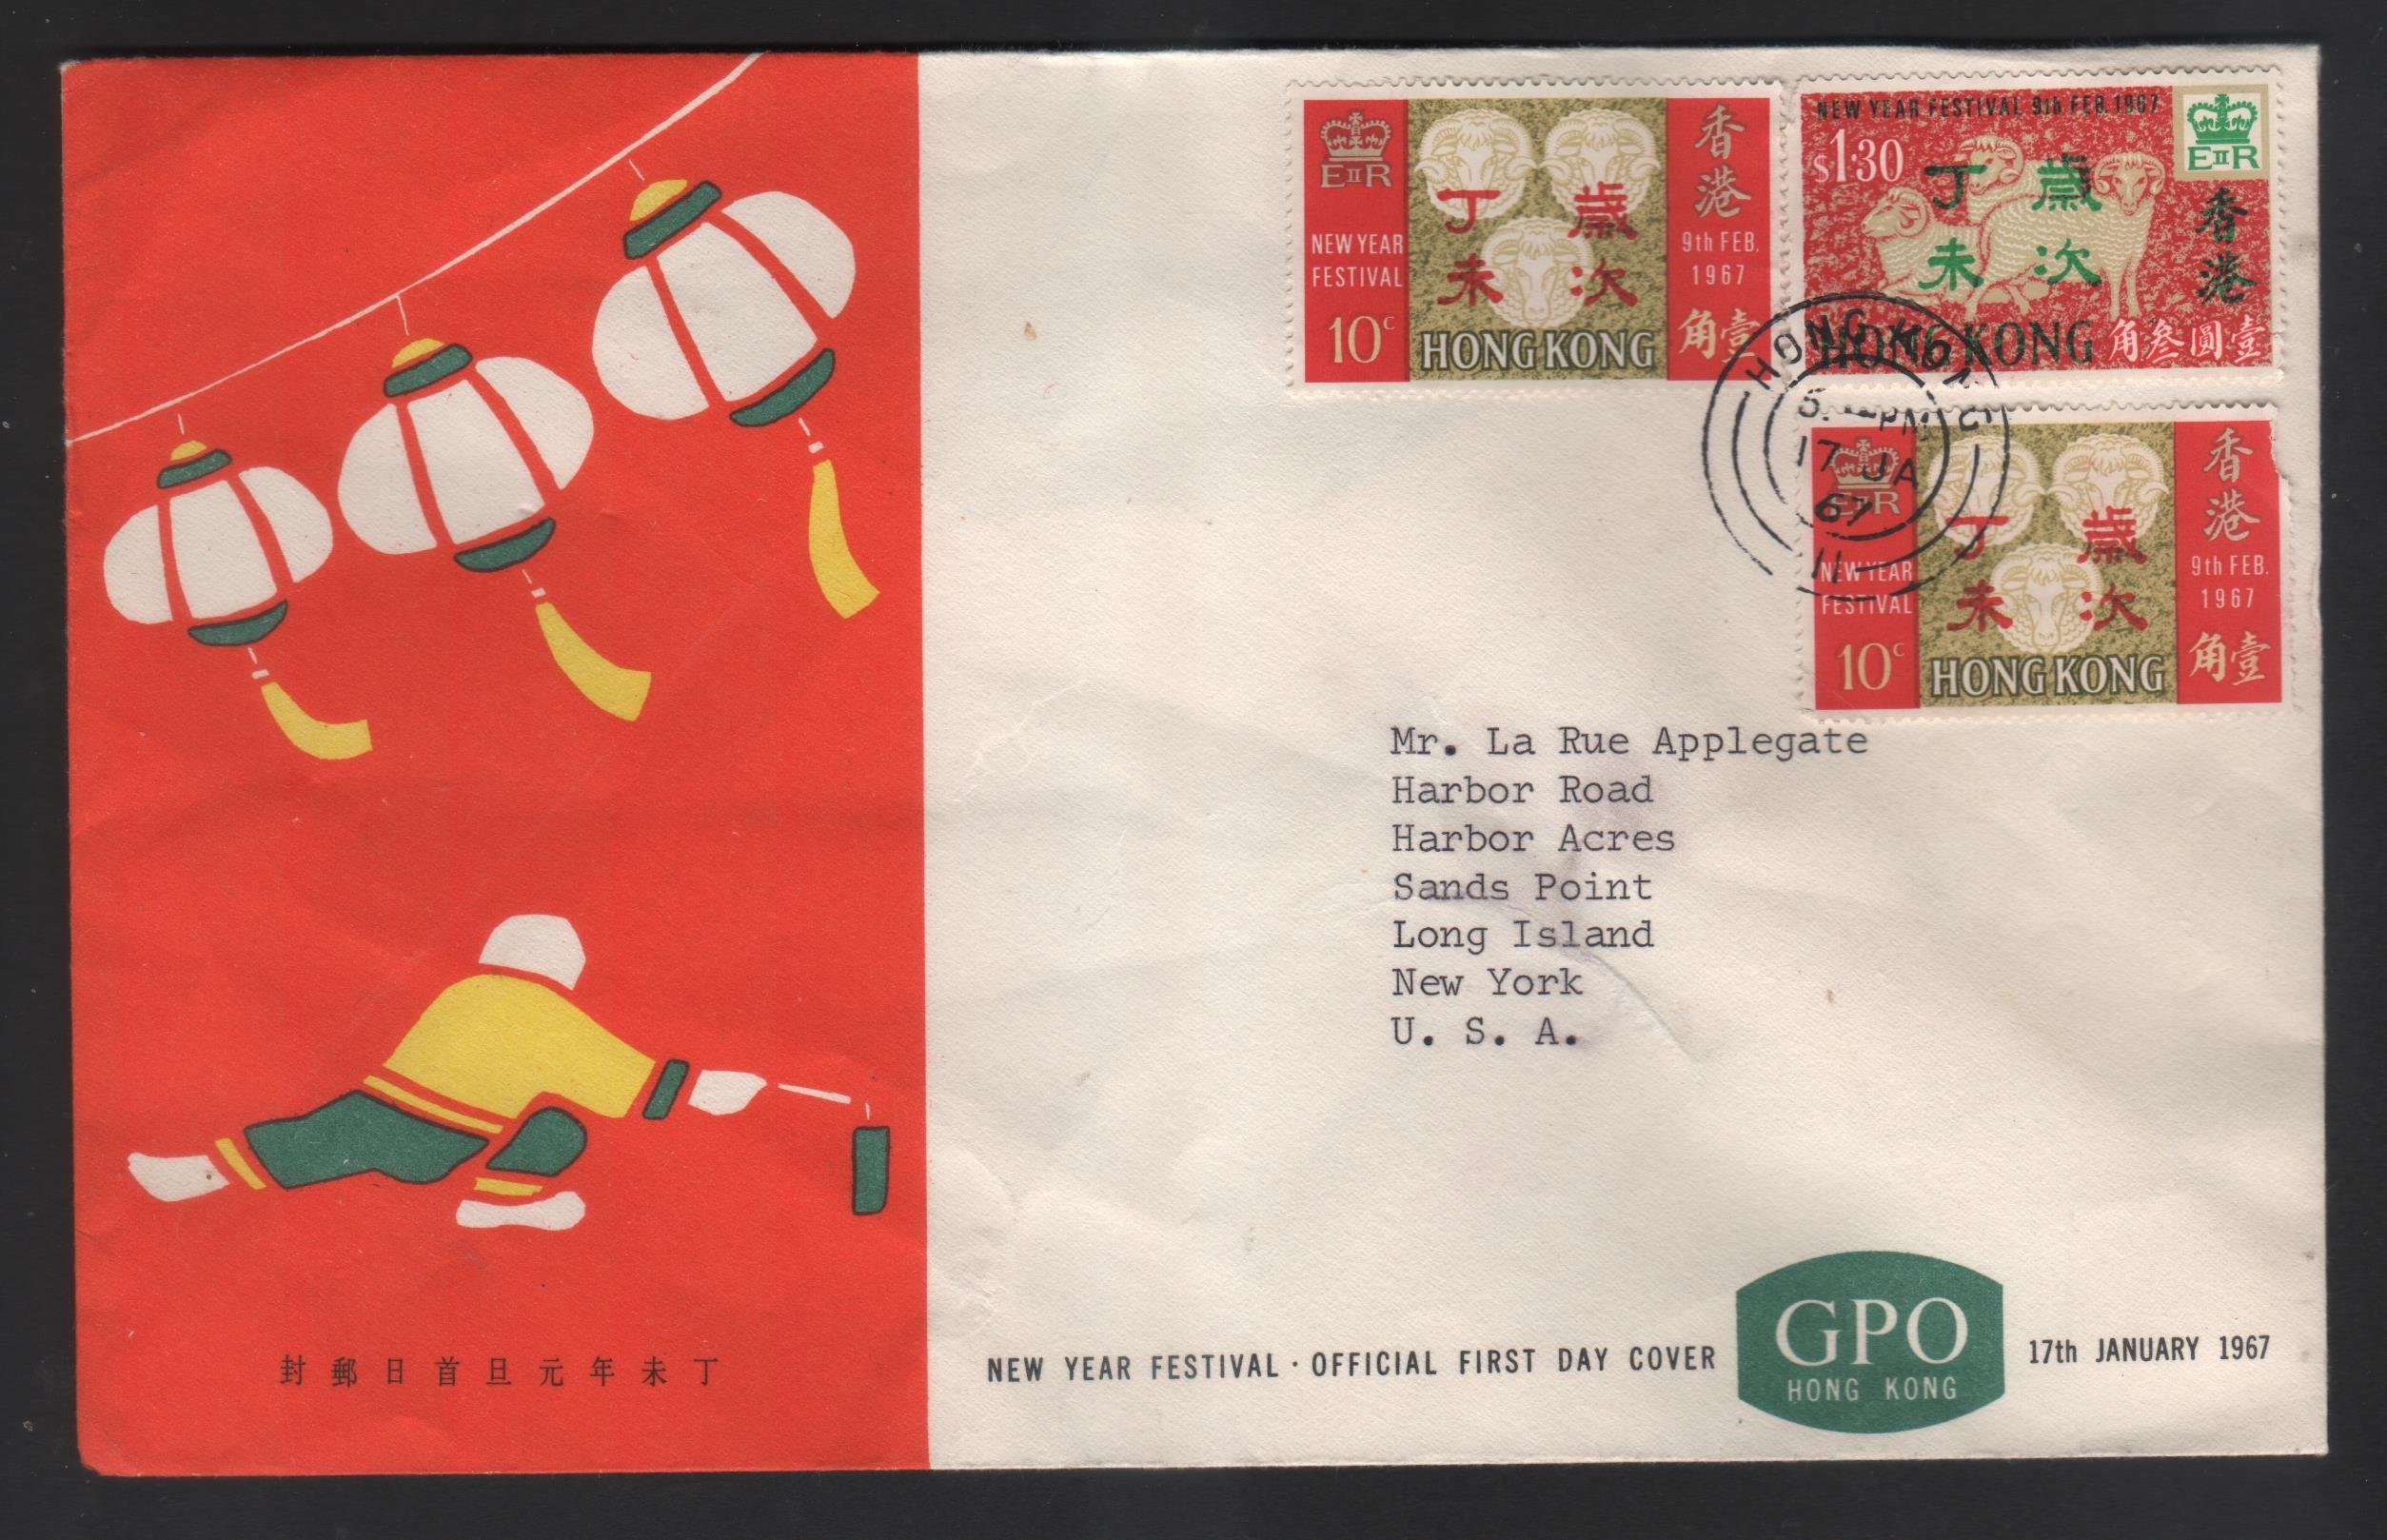 EIIR
NEW YEAR
FESTIVAL
10c
丁 歲
未 次
HONG KONG
香港
9th FEB.
1967
角壹
NEW YEAR FESTIVAL 9th FEB. 1967
$1·30
EIIR
丁 歲
未 次
香港
HONG KONG
角叁圓壹
HONG KONG
PM
17 JA
67
11
EIIR
NEW YEAR
FESTIVAL
10c
丁 歲
未 次
HONG KONG
香港
9th FEB.
1967
角壹
Mr. La Rue Applegate
Harbor Road
Harbor Acres
Sands Point
Long Island
New York
U. S. A.
封郵日首旦元年未丁
NEW YEAR FESTIVAL · OFFICIAL FIRST DAY COVER
GPO
HONG KONG
17th JANUARY 1967